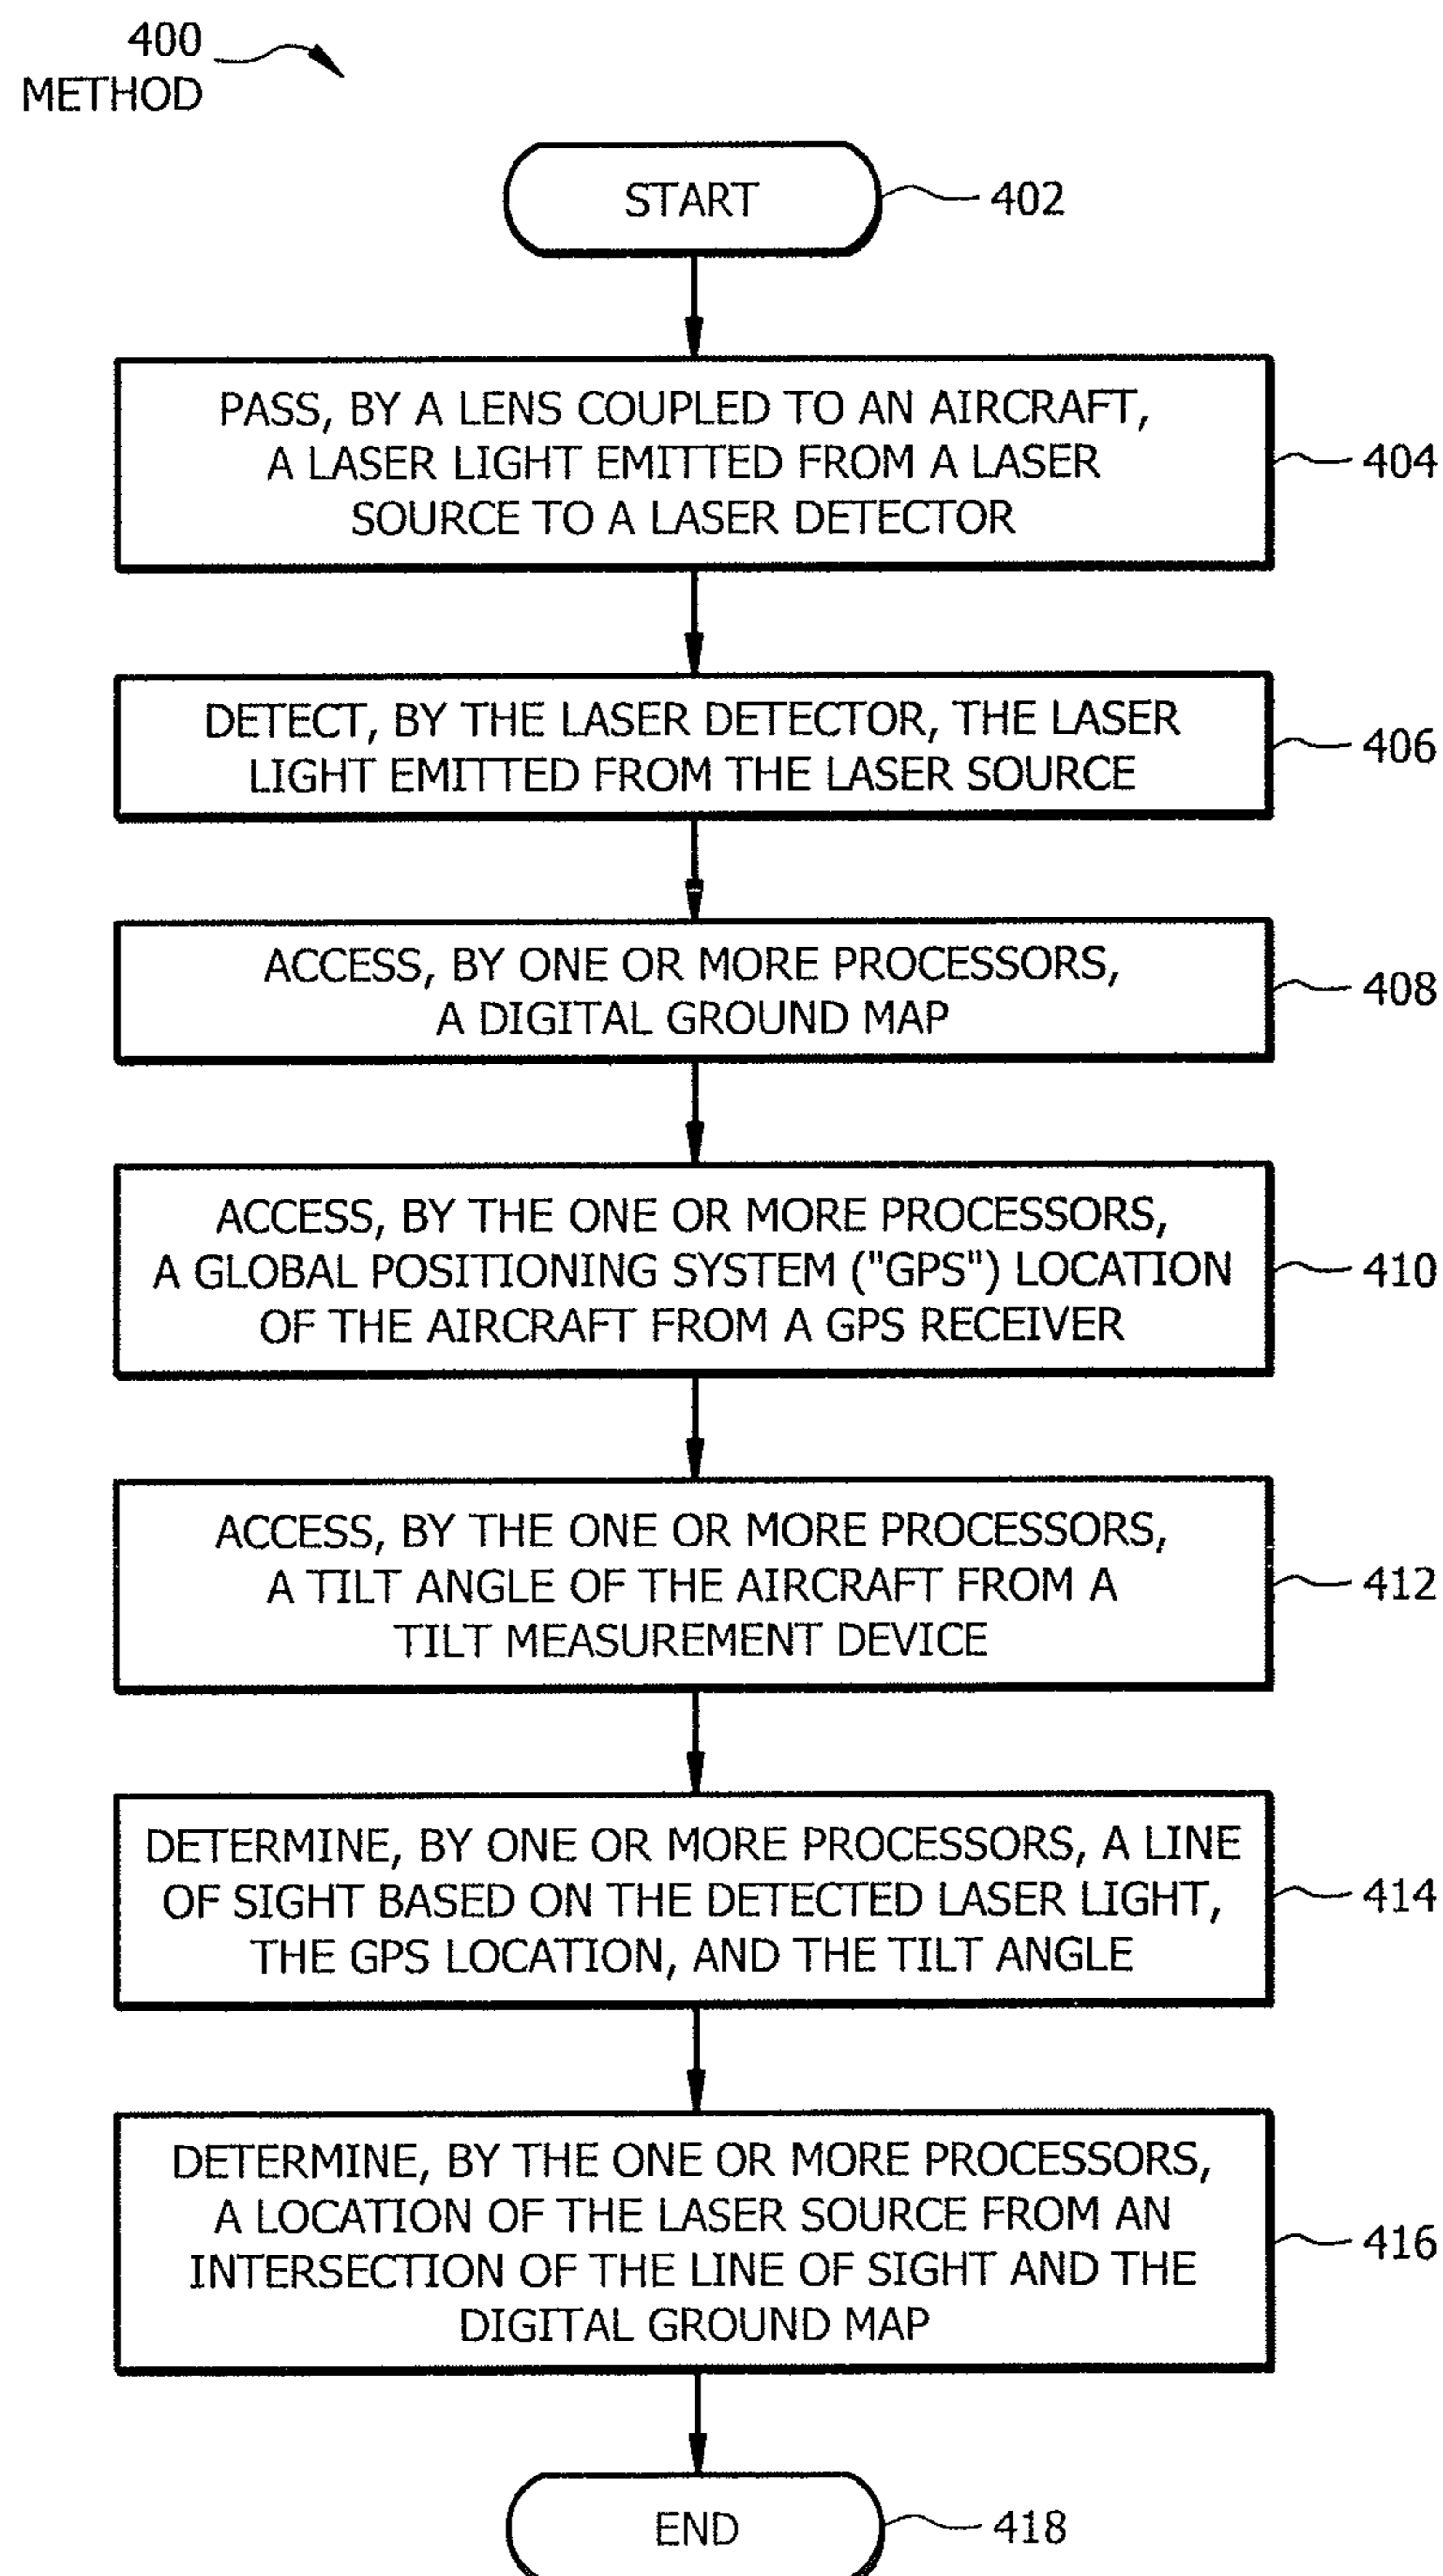 400
METHOD
START
402
PASS, BY A LENS COUPLED TO AN AIRCRAFT,
A LASER LIGHT EMITTED FROM A LASER
SOURCE TO A LASER DETECTOR
404
DETECT, BY THE LASER DETECTOR, THE LASER
LIGHT EMITTED FROM THE LASER SOURCE
406
ACCESS, BY ONE OR MORE PROCESSORS,
A DIGITAL GROUND MAP
408
ACCESS, BY THE ONE OR MORE PROCESSORS,
A GLOBAL POSITIONING SYSTEM ("GPS") LOCATION
OF THE AIRCRAFT FROM A GPS RECEIVER
410
ACCESS, BY THE ONE OR MORE PROCESSORS,
A TILT ANGLE OF THE AIRCRAFT FROM A
TILT MEASUREMENT DEVICE
412
DETERMINE, BY ONE OR MORE PROCESSORS, A LINE
OF SIGHT BASED ON THE DETECTED LASER LIGHT,
THE GPS LOCATION, AND THE TILT ANGLE
414
DETERMINE, BY THE ONE OR MORE PROCESSORS,
A LOCATION OF THE LASER SOURCE FROM AN
INTERSECTION OF THE LINE OF SIGHT AND THE
DIGITAL GROUND MAP
416
END
418